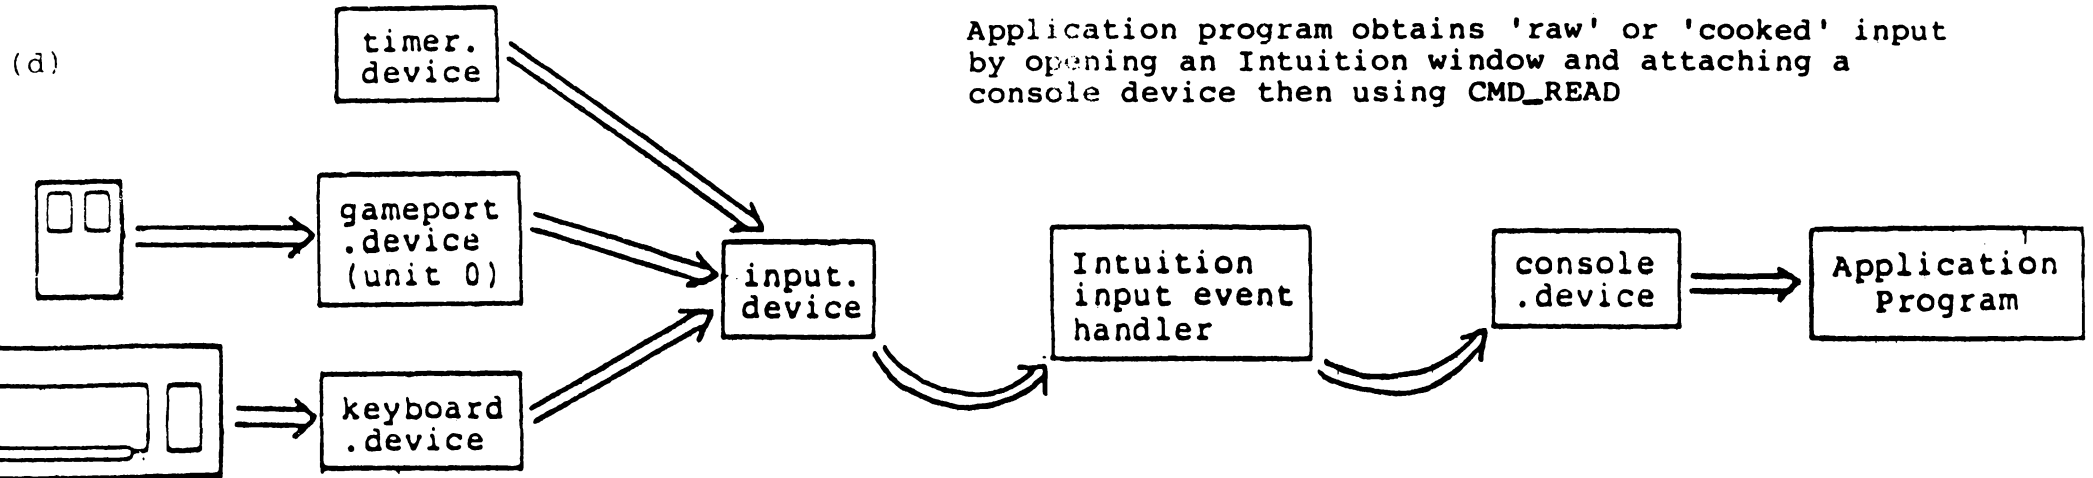 (d)
timer.
device
Application program obtains 'raw' or 'cooked' input
by opening an Intuition window and attaching a
console device then using CMD_READ
gameport
.device
(unit 0)
input.
device
Intuition
input event
handler
console
.device
Application
Program
keyboard
.device